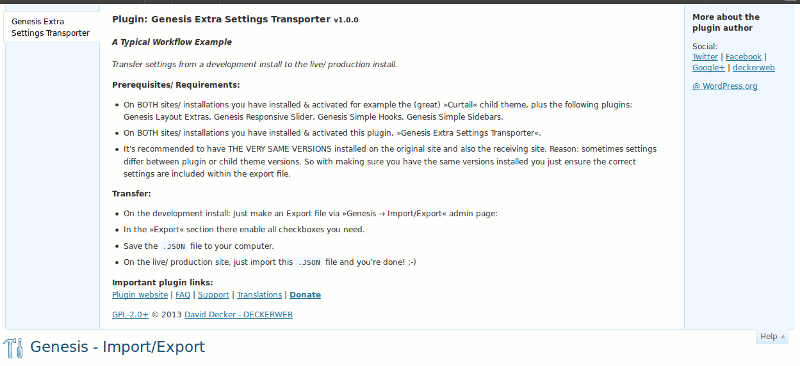 Genesis Extra
Settings Transporter
Plugin: Genesis Extra Settings Transporter v1.0.0
A Typical Workflow Example
Transfer settings from a development install to the live/ production install.
Prerequisites/ Requirements:
• On BOTH sites/ installations you have installed & activated for example the (great) »Curtail« child theme, plus the following plugins:
Genesis Layout Extras, Genesis Responsive Slider, Genesis Simple Hooks, Genesis Simple Sidebars.
• On BOTH sites/ installations you have installed & activated this plugin, »Genesis Extra Settings Transporter«.
• It's recommended to have THE VERY SAME VERSIONS installed on the original site and also the receiving site. Reason: sometimes settings
differ between plugin or child theme versions. So with making sure you have the same versions installed you just ensure the correct
settings are included within the export file.
Transfer:
• On the development install: Just make an Export file via »Genesis → Import/Export« admin page:
• In the »Export« section there enable all checkboxes you need.
• Save the .JSON file to your computer.
• On the live/ production site, just import this .JSON file and you're done! ;-)
Important plugin links:
Plugin website | FAQ | Support | Translations | Donate
GPL-2.0+ © 2013 David Decker - DECKERWEB
More about the
plugin author
Social:
Twitter | Facebook |
Google+ | deckerweb
@ WordPress.org
Help
Genesis - Import/Export